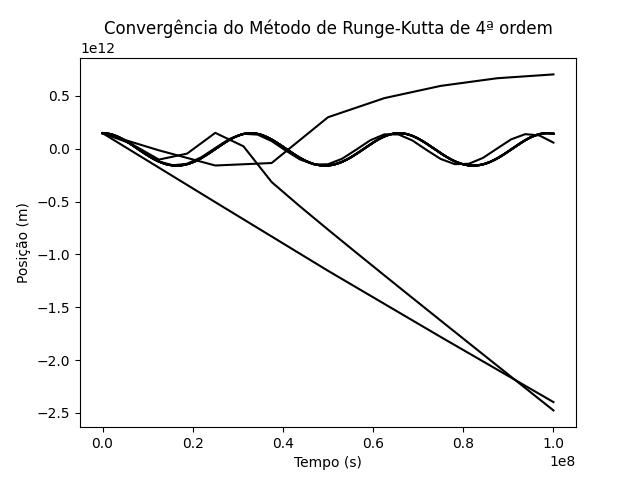 Convergência do Método de Runge-Kutta de 4ª ordem
1e12
0.5
0.0
−0.5
−1.0
−1.5
−2.0
−2.5
Posição (m)
0.0 0.2 0.4 0.6 0.8 1.0
Tempo (s)
1e8